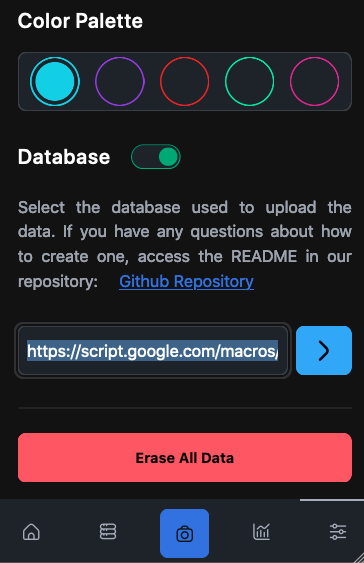 Color Palette
Database
Select the database used to upload the
data. If you have any questions about how
to create one, access the README in our
repository: Github Repository
https://script.google.com/macros/
Erase All Data